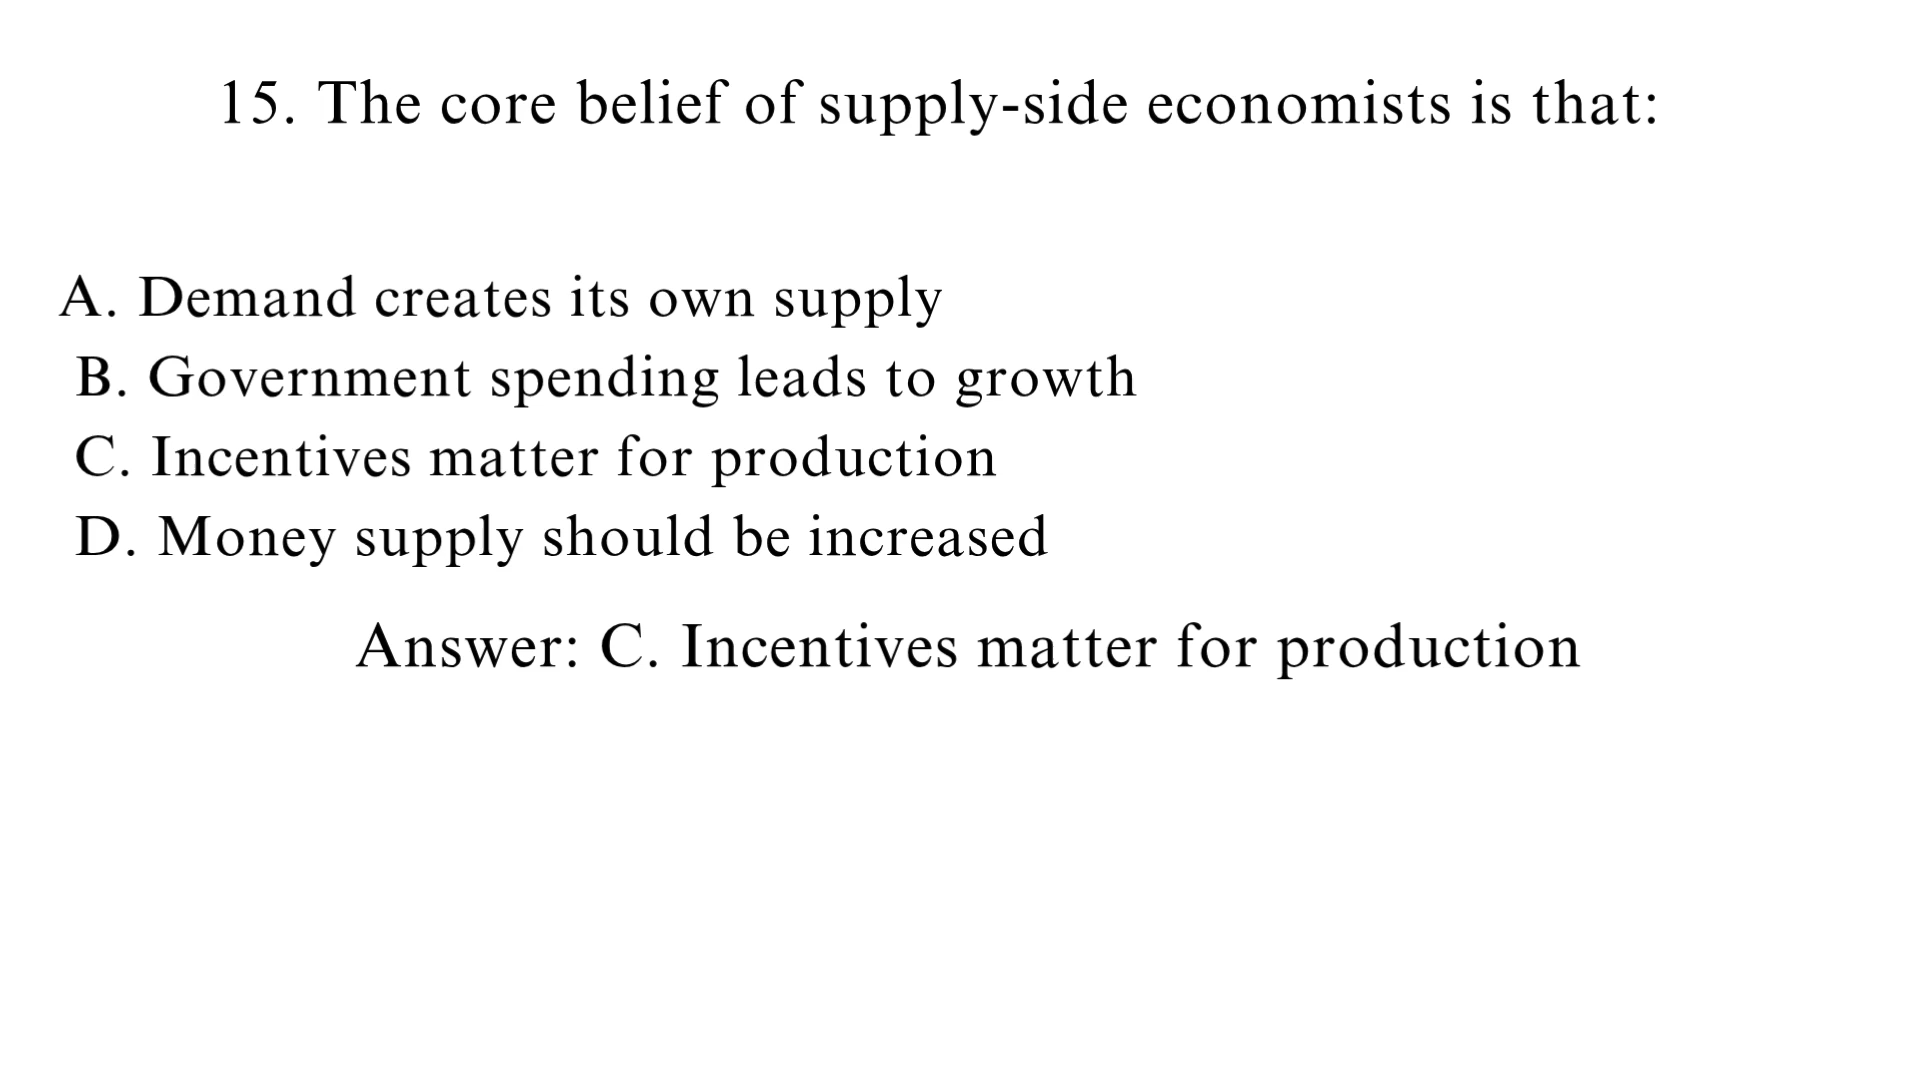 15. The core belief of supply-side economists is that:
A. Demand creates its own supply
B. Government spending leads to growth
C. Incentives matter for production
D. Money supply should be increased
Answer: C. Incentives matter for production